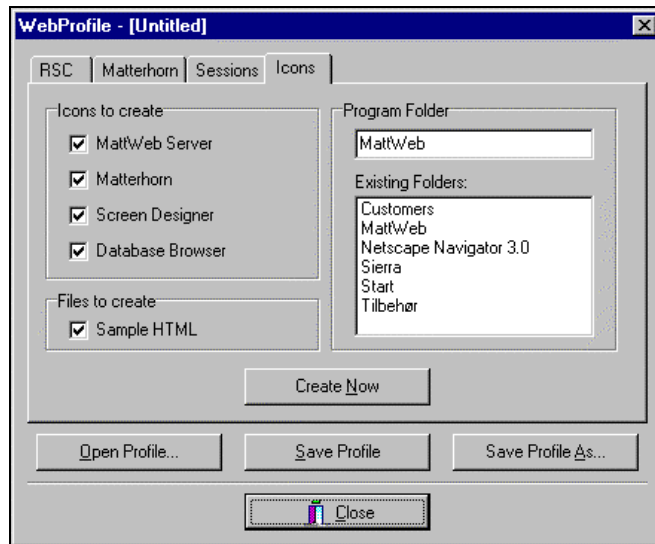 WebProfile - [Untitled]
RSC Matterhorn Sessions Icons
Icons to create
MattWeb Server
Matterhorn
Screen Designer
Database Browser
Files to create
Sample HTML
Program Folder
MattWeb
Existing Folders:
Customers
MattWeb
Netscape Navigator 3.0
Sierra
Start
Tilbehør
Create Now
Open Profile... Save Profile Save Profile As...
Close